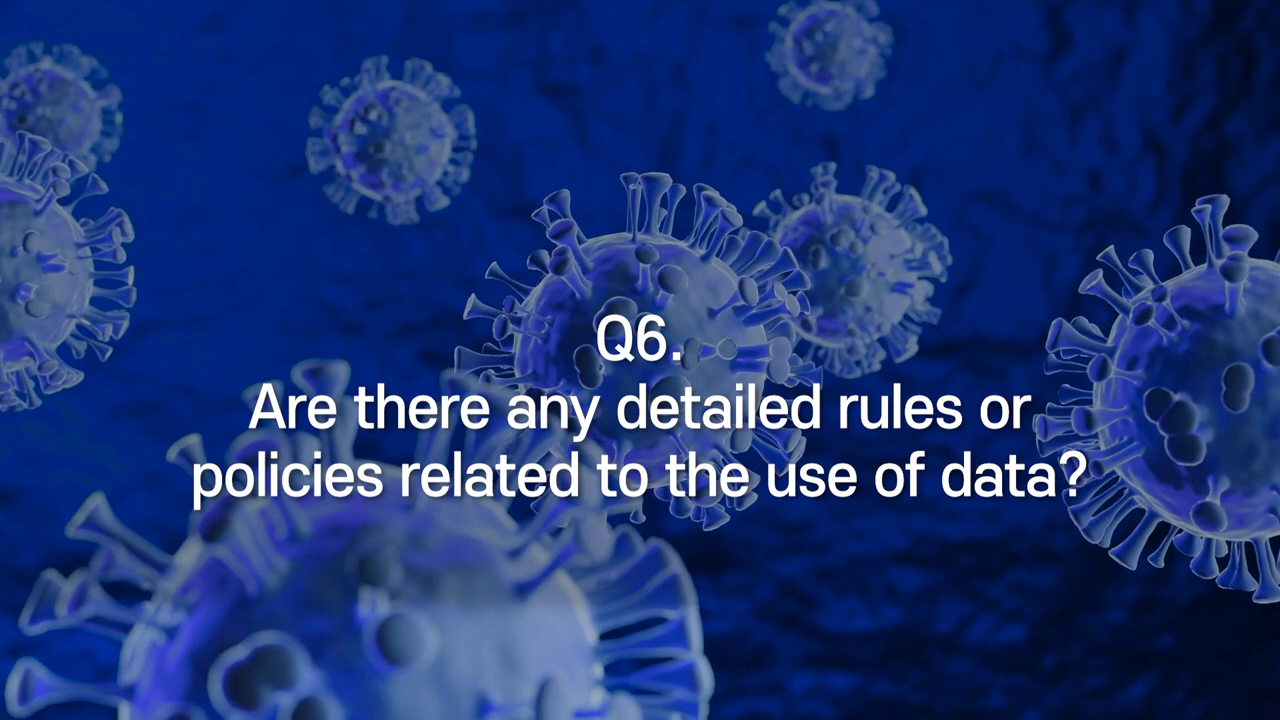 Q6.
Are there any detailed rules or
policies related to the use of data?